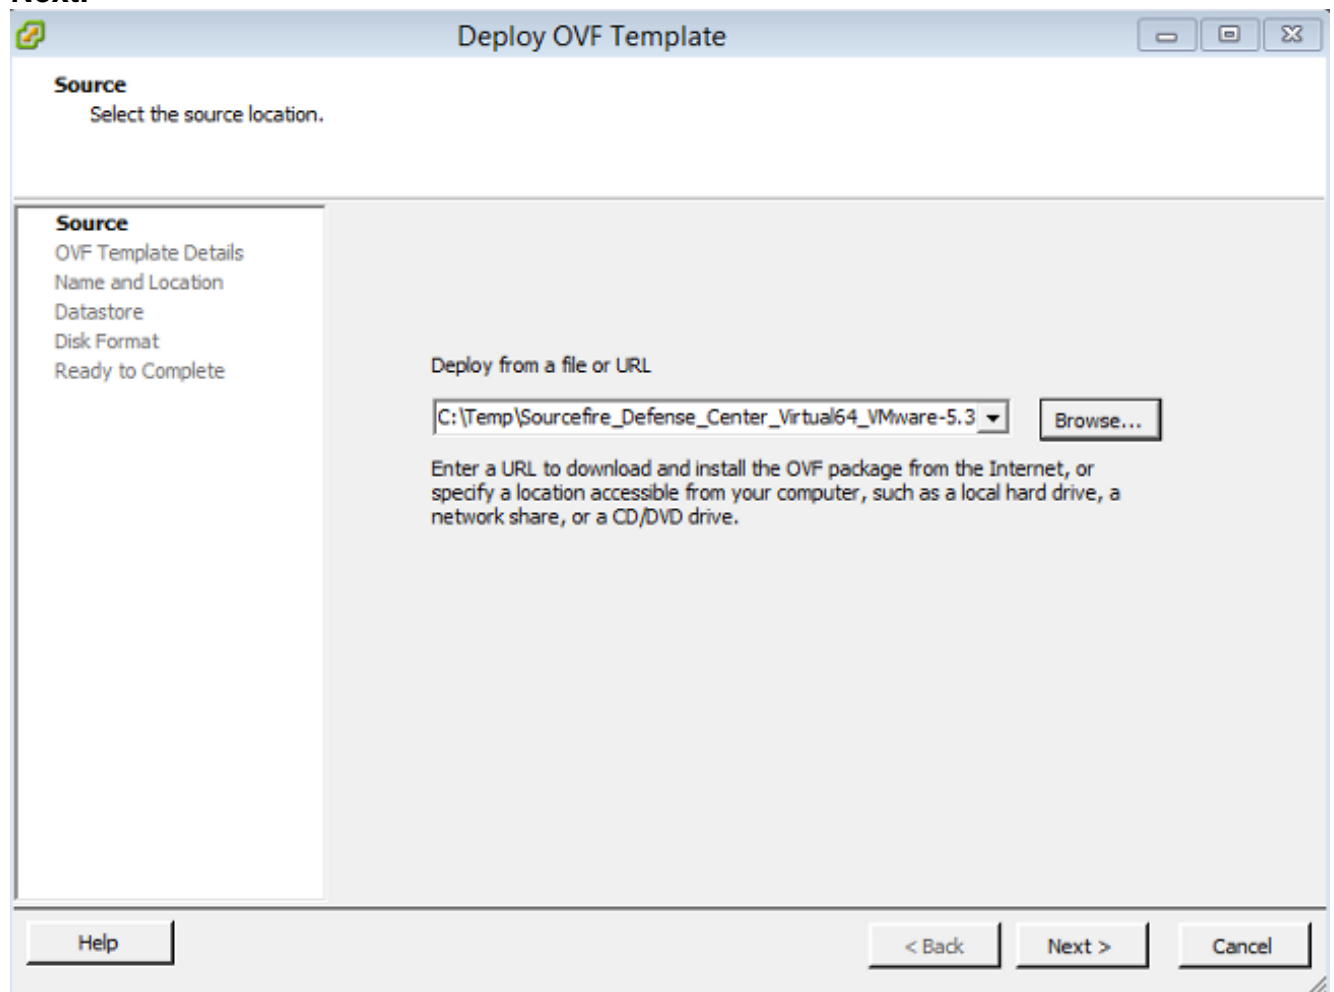 Next.
Deploy OVF Template
Source
Select the source location.
Source
OVF Template Details
Name and Location
Datastore
Disk Format
Ready to Complete
Deploy from a file or URL
C:\Temp\Sourcefire_Defense_Center_Virtual64_VMware-5.3
Browse...
Enter a URL to download and install the OVF package from the Internet, or
specify a location accessible from your computer, such as a local hard drive, a
network share, or a CD/DVD drive.
Help
< Back
Next >
Cancel